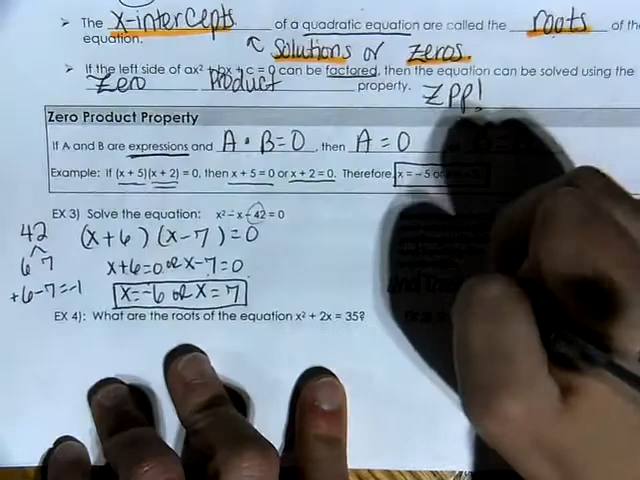 ➤ The x-intercepts of a quadratic equation are called the roots of the
equation. solutions or zeros.
➤ If the left side of ax² + bx + c = 0 can be factored, then the equation can be solved using the
Zero Product property. ZPP!
Zero Product Property
If A and B are expressions and A • B = 0, then A = 0
Example: If (x + 5)(x + 2) = 0, then x + 5 = 0 or x + 2 = 0. Therefore, x = – 5 or
EX 3) Solve the equation: x² – x – 42 = 0
42 (x+6)(x-7)=0
6 7 x+6=0 or x-7=0
+6-7=-1 x=-6 or x=7
EX 4): What are the roots of the equation x² + 2x = 35?